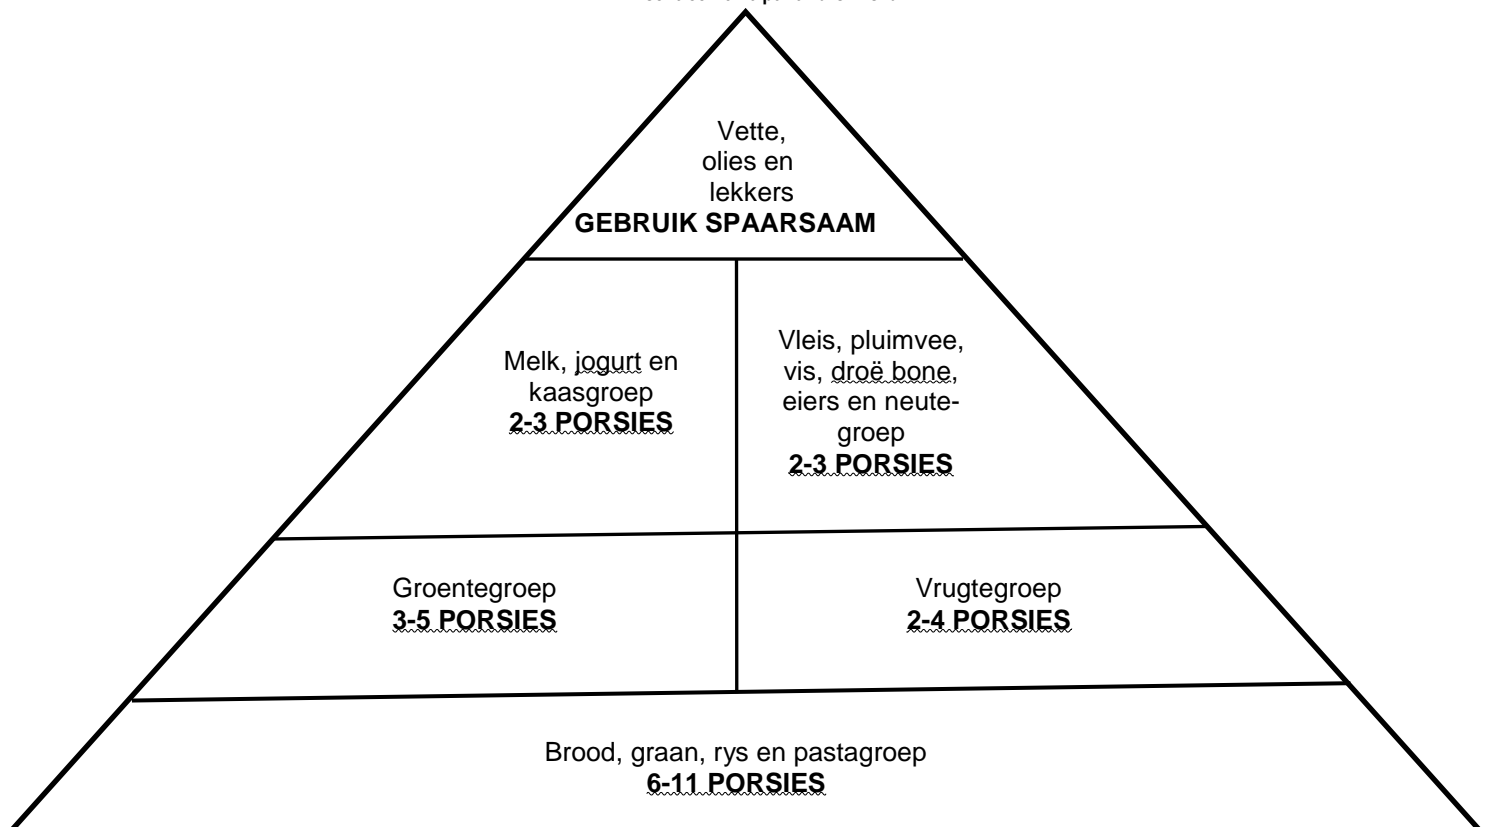 Vette,
olies en
lekkers
GEBRUIK SPAARSAAM
Melk, jogurt en
kaasgroep
2-3 PORSIES
Vleis, pluimvee,
vis, droë bone,
eiers en neute-
groep
2-3 PORSIES
Groentegroep
3-5 PORSIES
Vrugtegroep
2-4 PORSIES
Brood, graan, rys en pastagroep
6-11 PORSIES